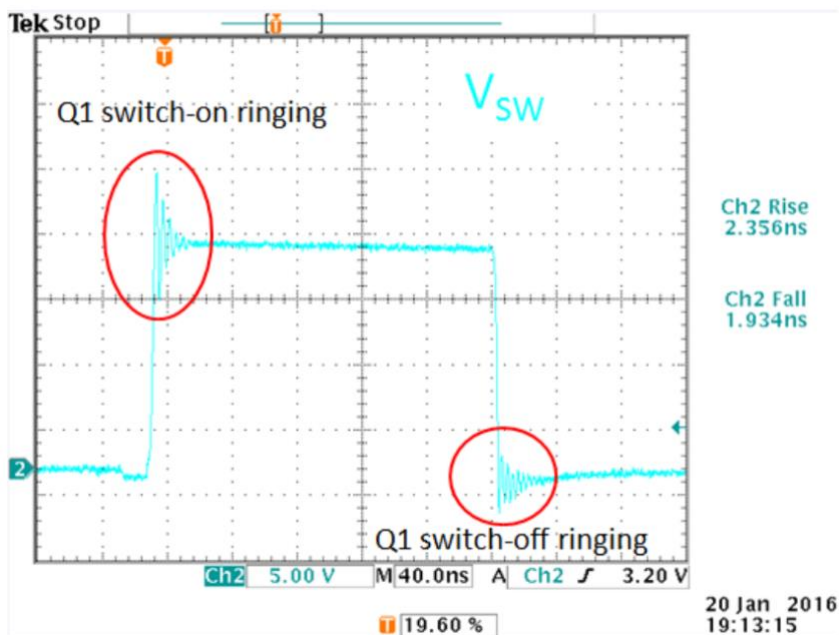 Tek Stop
T
T
V_SW
Q1 switch-on ringing
Ch2 Rise
2.356ns
Ch2 Fall
1.934ns
2
Q1 switch-off ringing
Ch2 5.00 V M 40.0ns A Ch2 3.20 V
20 Jan 2016
19:13:15
T 19.60 %